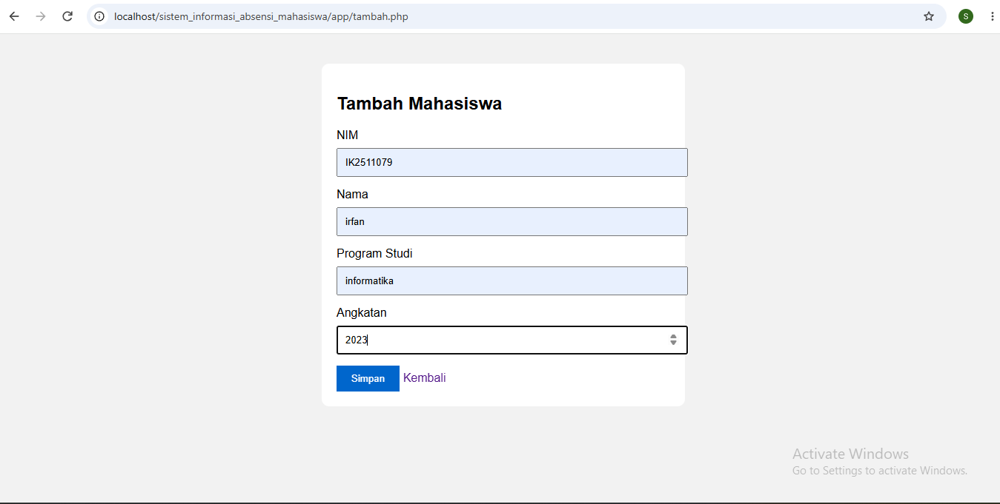 localhost/sistem_informasi_absensi_mahasiswa/app/tambah.php
S
Tambah Mahasiswa
NIM
IK2511079
Nama
irfan
Program Studi
informatika
Angkatan
2023
Simpan Kembali
Activate Windows
Go to Settings to activate Windows.